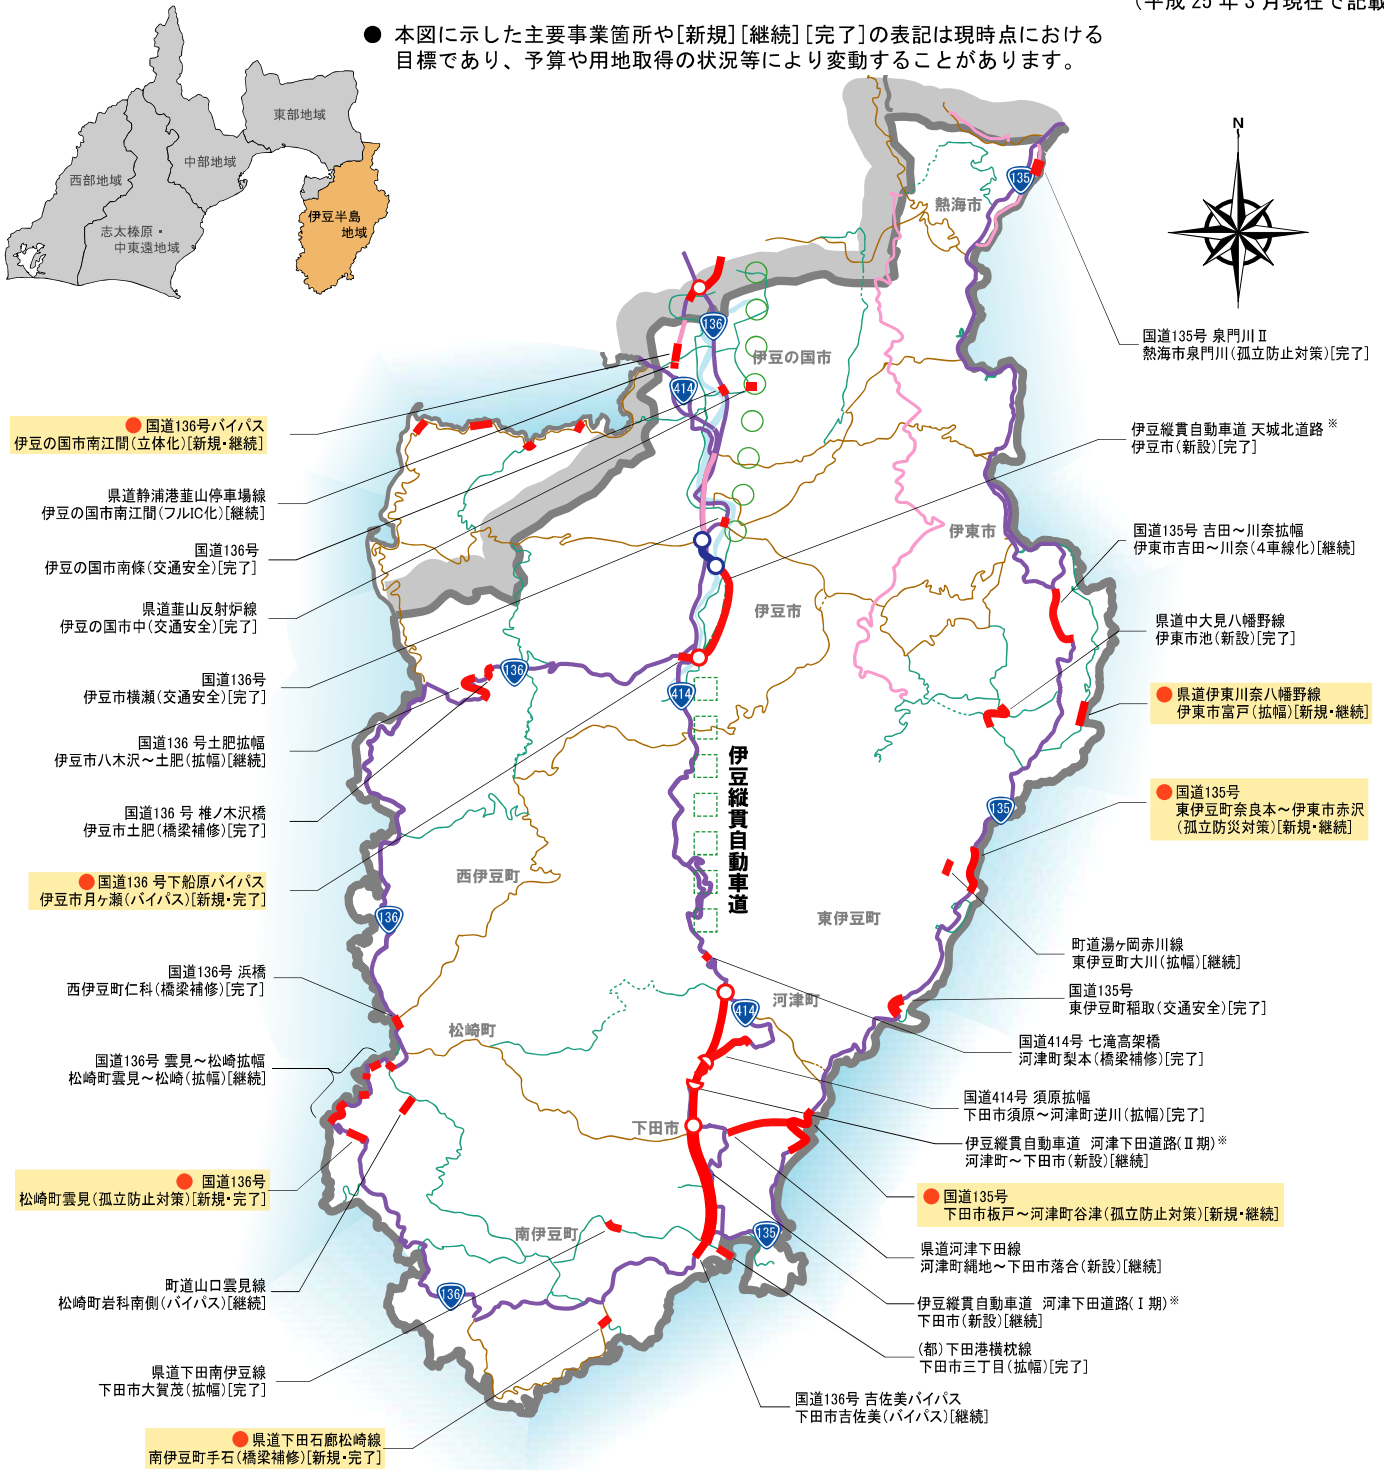 (平成 25 年 3 月現在で記載
● 本図に示した主要事業箇所や[新規][継続][完了]の表記は現時点における
目標であり、予算や用地取得の状況等により変動することがあります。
東部地域
中部地域
西部地域
伊豆半島
地域
志太榛原・
中東遠地域
N
135
熱海市
国道135号 泉門川Ⅱ
熱海市泉門川(孤立防止対策)[完了]
136
伊豆の国市
414
● 国道136号バイパス
伊豆の国市南江間(立体化)[新規・継続]
県道静浦港韮山停車場線
伊豆の国市南江間(フルIC化)[継続]
国道136号
伊豆の国市南條(交通安全)[完了]
県道韮山反射炉線
伊豆の国市中(交通安全)[完了]
国道136号
伊豆市横瀬(交通安全)[完了]
国道136 号土肥拡幅
伊豆市八木沢～土肥(拡幅)[継続]
国道136 号 椎ノ木沢橋
伊豆市土肥(橋梁補修)[完了]
● 国道136 号下船原バイパス
伊豆市月ヶ瀬(バイパス)[新規・完了]
国道136号 浜橋
西伊豆町仁科(橋梁補修)[完了]
国道136号 雲見～松崎拡幅
松崎町雲見～松崎(拡幅)[継続]
● 国道136号
松崎町雲見(孤立防止対策)[新規・完了]
町道山口雲見線
松崎町岩科南側(バイパス)[継続]
県道下田南伊豆線
下田市大賀茂(拡幅)[完了]
● 県道下田石廊松崎線
南伊豆町手石(橋梁補修)[新規・完了]
伊豆縦貫自動車道 天城北道路※
伊豆市(新設)[完了]
伊東市
国道135号 吉田～川奈拡幅
伊東市吉田～川奈(4車線化)[継続]
伊豆市
県道中大見八幡野線
伊東市池(新設)[完了]
136
414
● 県道伊東川奈八幡野線
伊東市富戸(拡幅)[新規・継続]
伊豆縦貫自動車道
● 国道135号
東伊豆町奈良本～伊東市赤沢
(孤立防災対策)[新規・継続]
135
西伊豆町
136
東伊豆町
町道湯ヶ岡赤川線
東伊豆町大川(拡幅)[継続]
国道135号
東伊豆町稲取(交通安全)[完了]
河津町
414
松崎町
国道414号 七滝高架橋
河津町梨本(橋梁補修)[完了]
国道414号 須原拡幅
下田市須原～河津町逆川(拡幅)[完了]
下田市
伊豆縦貫自動車道 河津下田道路(Ⅱ期)※
河津町～下田市(新設)[継続]
● 国道135号
下田市板戸～河津町谷津(孤立防止対策)[新規・継続]
南伊豆町
135
県道河津下田線
河津町縄地～下田市落合(新設)[継続]
136
伊豆縦貫自動車道 河津下田道路(Ⅰ期)※
下田市(新設)[継続]
(都)下田港横枕線
下田市三丁目(拡幅)[完了]
国道136号 吉佐美バイパス
下田市吉佐美(バイパス)[継続]